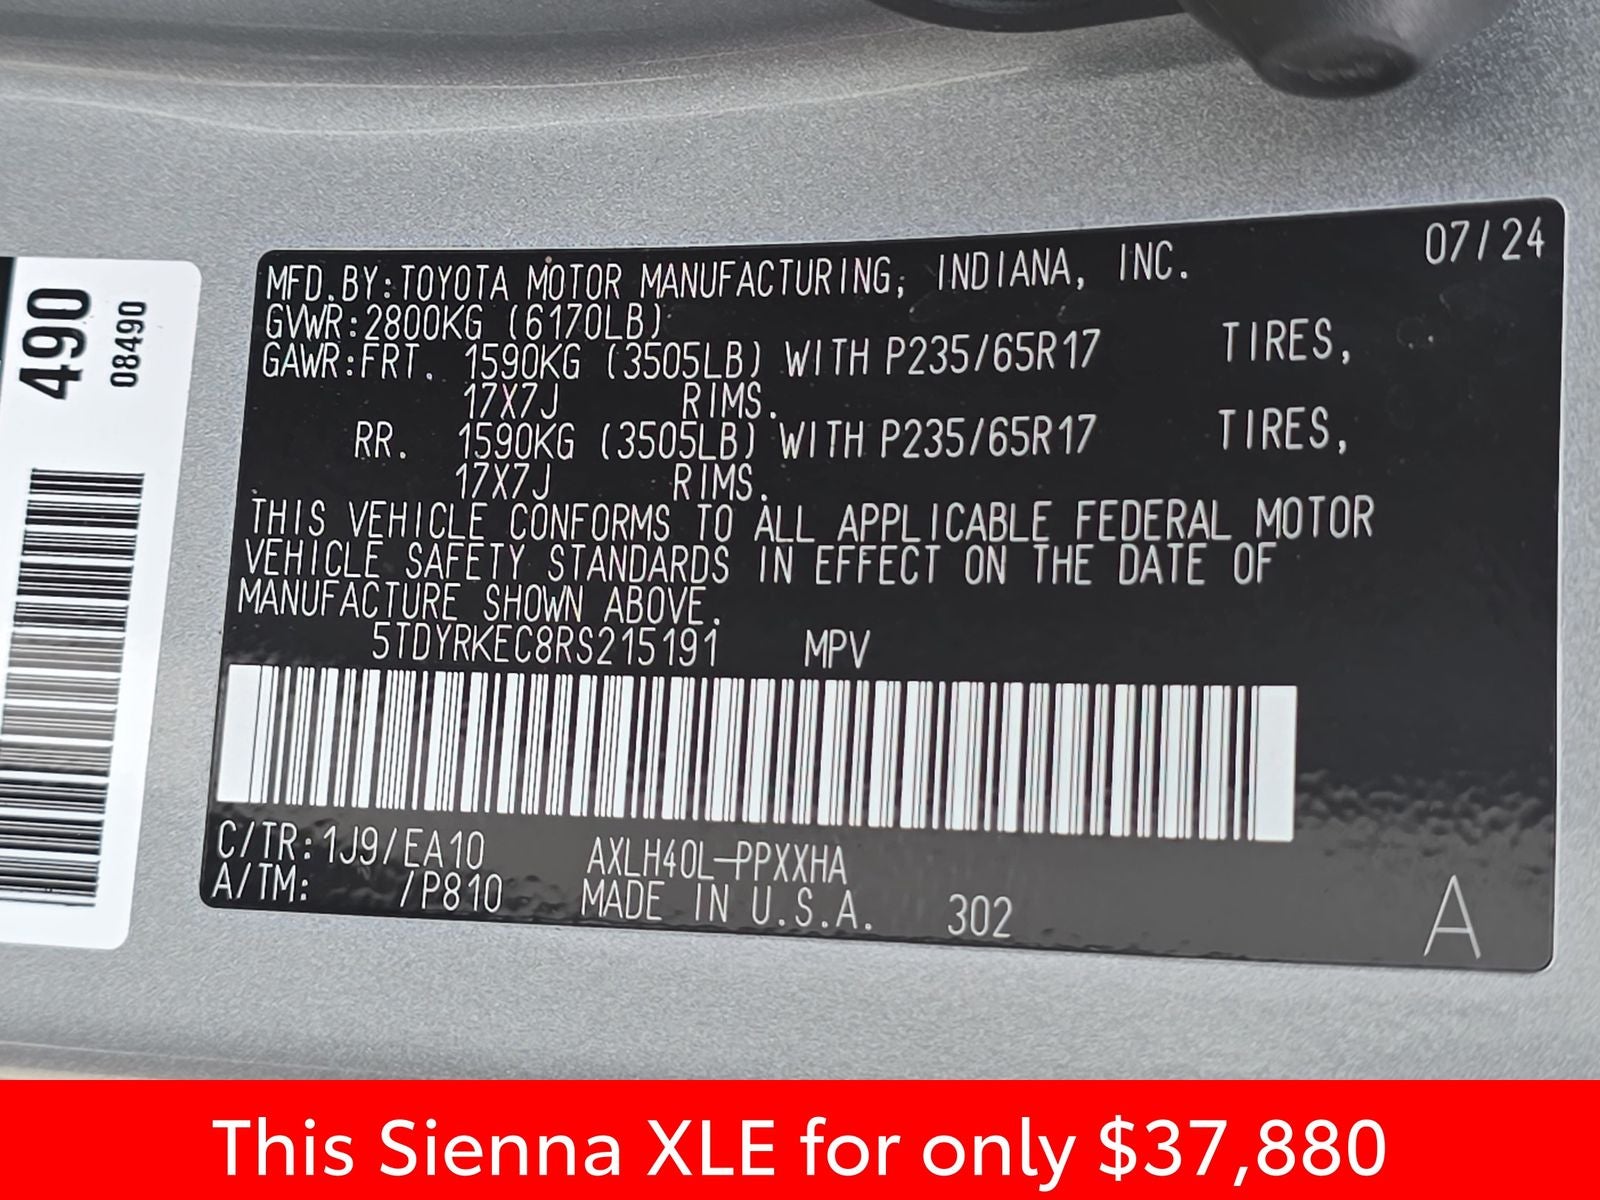 490
08490
07/24
MFD.BY:TOYOTA MOTOR MANUFACTURING, INDIANA, INC.
GVWR:2800KG (6170LB)
GAWR:FRT. 1590KG (3505LB) WITH P235/65R17 TIRES,
17X7J RIMS.
RR. 1590KG (3505LB) WITH P235/65R17 TIRES,
17X7J RIMS.
THIS VEHICLE CONFORMS TO ALL APPLICABLE FEDERAL MOTOR
VEHICLE SAFETY STANDARDS IN EFFECT ON THE DATE OF
MANUFACTURE SHOWN ABOVE.
5TDYRKEC8RS215191 MPV
C/TR:1J9/EA10 AXLH40L-PPXXHA
A/TM: /P810 MADE IN U.S.A. 302 A
This Sienna XLE for only $37,880